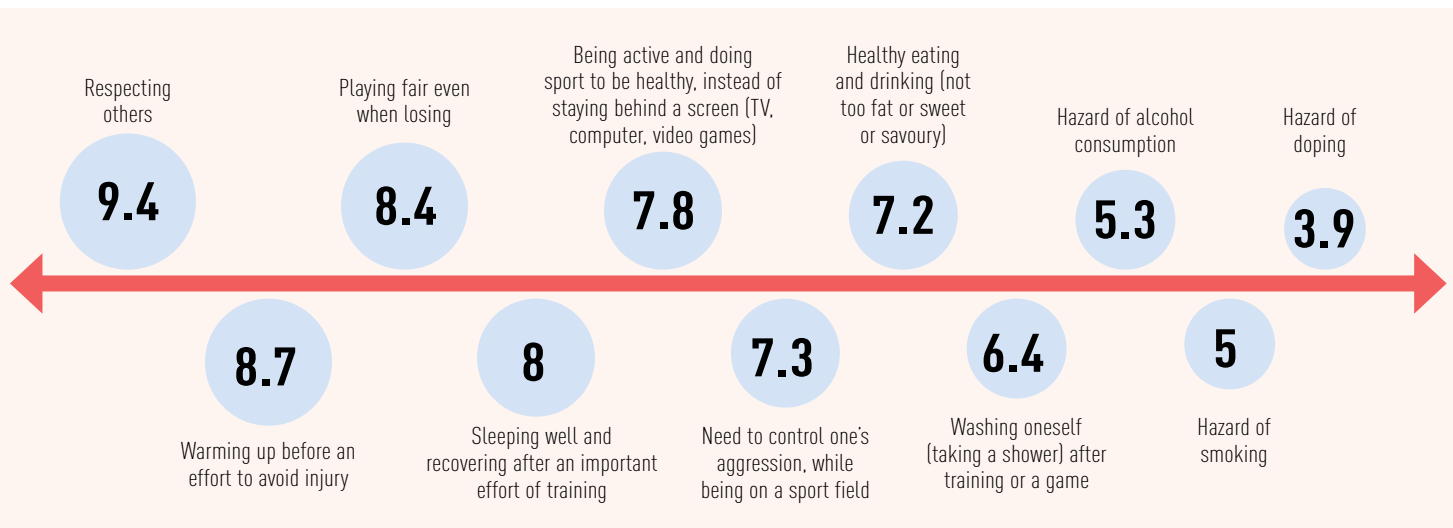 Respecting
others
9.4
Playing fair even
when losing
8.4
Being active and doing
sport to be healthy, instead of
staying behind a screen (TV,
computer, video games)
7.8
Healthy eating
and drinking (not
too fat or sweet
or savoury)
7.2
Hazard of alcohol
consumption
5.3
Hazard of
doping
3.9
8.7
Warming up before an
effort to avoid injury
8
Sleeping well and
recovering after an important
effort of training
7.3
Need to control one's
aggression, while
being on a sport field
6.4
Washing oneself
(taking a shower) after
training or a game
5
Hazard of
smoking